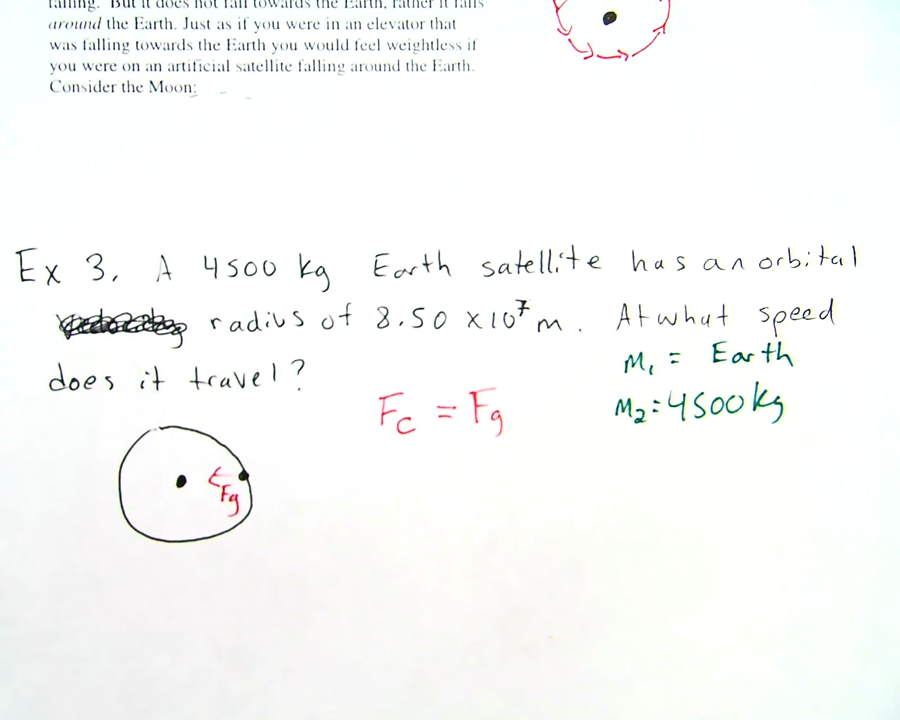 falling. But it does not fall towards the Earth, rather it falls
around the Earth. Just as if you were in an elevator that
was falling towards the Earth you would feel weightless if
you were on an artificial satellite falling around the Earth.
Consider the Moon:
Ex 3. A 4500 kg Earth satellite has an orbital
radius of 8.50 x10⁷ m. At what speed
does it travel?
M₁ = Earth
M₂ = 4500 kg
Fc = Fg
Fg